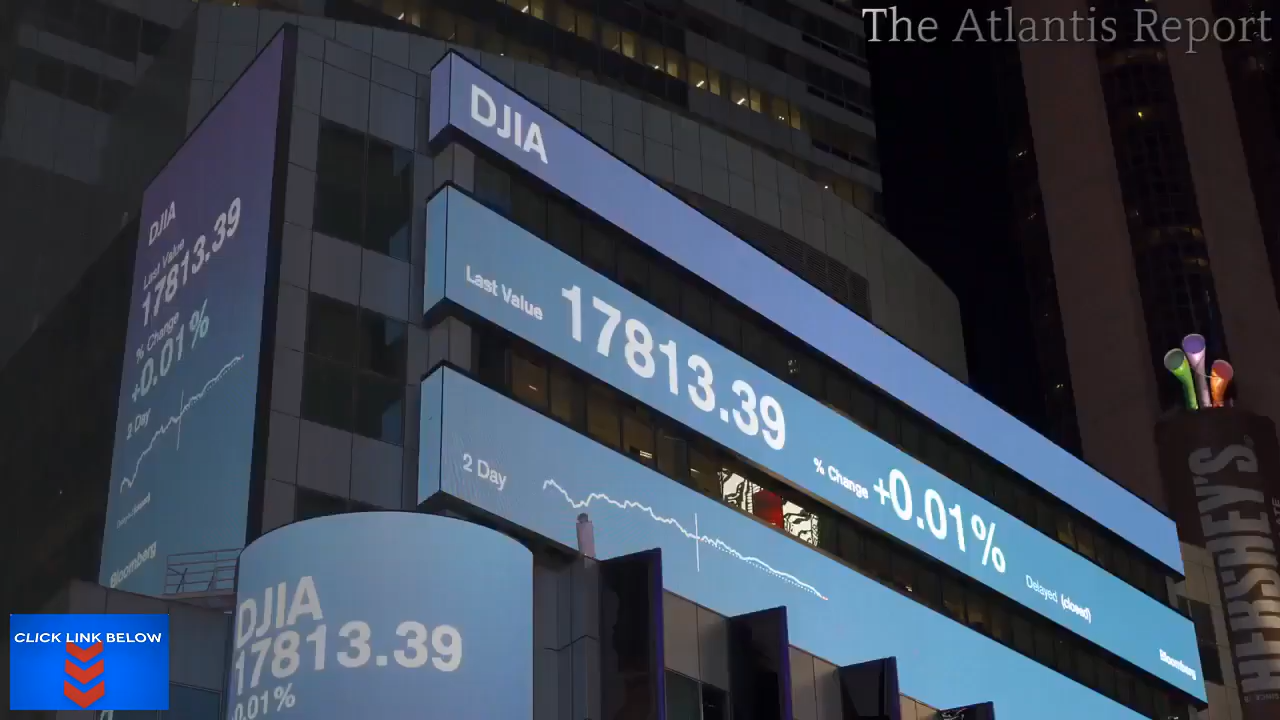 The Atlantis Report
DJIA
Last Value
17813.39
% Change
+0.01%
Delayed (closed)
Bloomberg
2 Day
DJIA
Last Value
17813.39
% Change
+0.01%
2 Day
Bloomberg
DJIA
17813.39
0.01%
HERSHEY'S
CLICK LINK BELOW